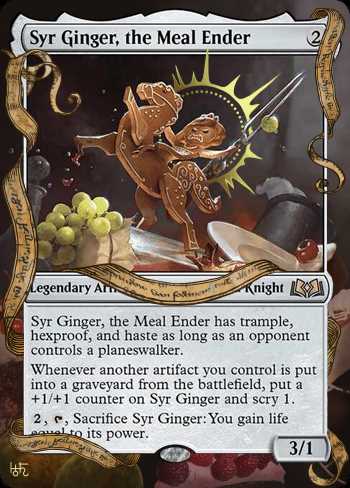 Syr Ginger, the Meal Ender 2
Legendary Art Knight
Syr Ginger, the Meal Ender has trample,
hexproof, and haste as long as an opponent
controls a planeswalker.
Whenever another artifact you control is put
into a graveyard from the battlefield, put a
+1/+1 counter on Syr Ginger and scry 1.
2, , Sacrifice Syr Ginger: You gain life
equal to its power.
3/1